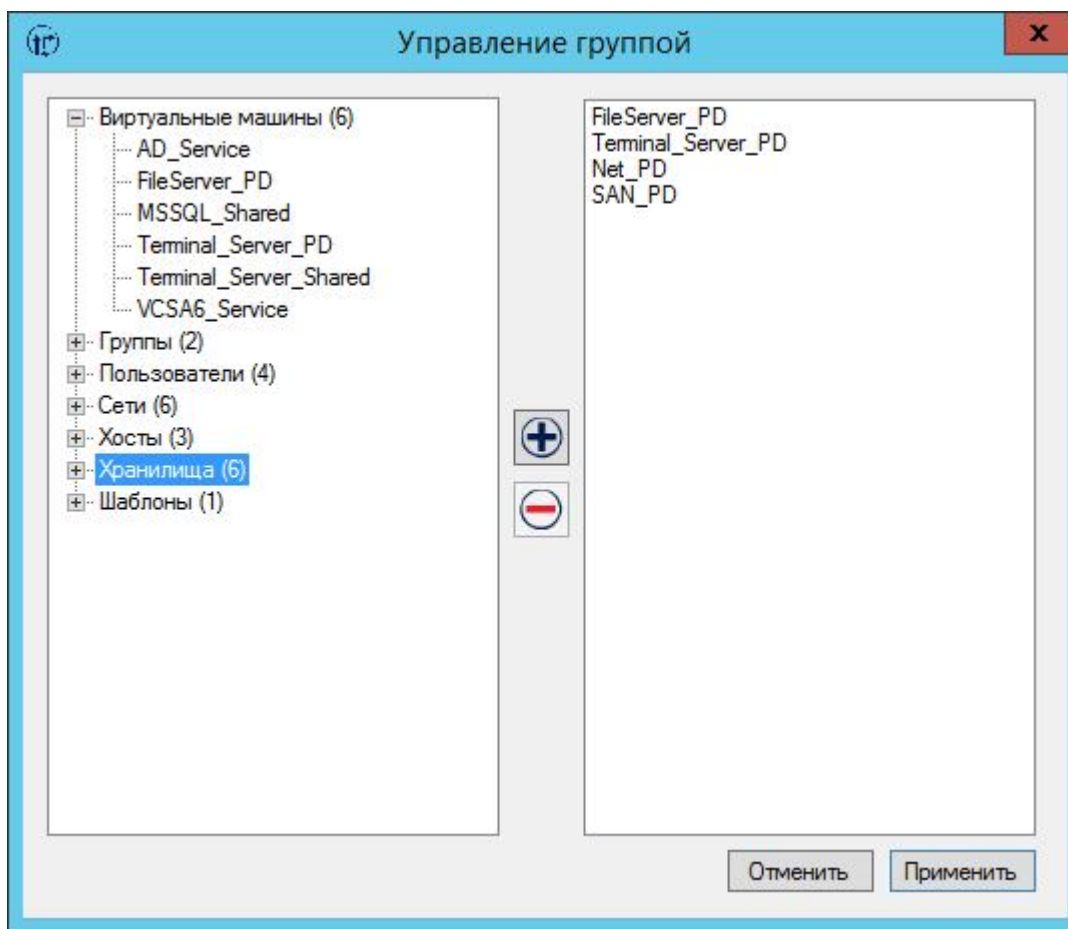 Управление группой
x
Виртуальные машины (6)
AD_Service
FileServer_PD
MSSQL_Shared
Terminal_Server_PD
Terminal_Server_Shared
VCSA6_Service
Группы (2)
Пользователи (4)
Сети (6)
Хосты (3)
Хранилища (6)
Шаблоны (1)
FileServer_PD
Terminal_Server_PD
Net_PD
SAN_PD
Отменить
Применить